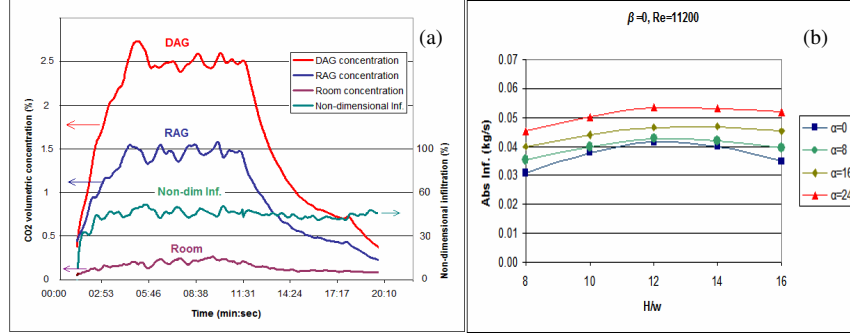 (a)
DAG
RAG
Non-dim Inf.
Room
DAG concentration
RAG concentration
Room concentration
Non-dimensional Inf.
CO2 volumetric concentration (%)
2.5
2
1.5
1
0.5
0
100
60
30
0
Non-dimensional infiltration (%)
00:00 02:53 05:46 08:38 11:31 14:24 17:17 20:10
Time (min:sec)
β=0, Re=11200
(b)
Abs Inf. (kg/s)
0.07
0.06
0.05
0.04
0.03
0.02
0.01
0.00
8 10 12 14 16
H/w
α=0
α=8
α=16
α=24